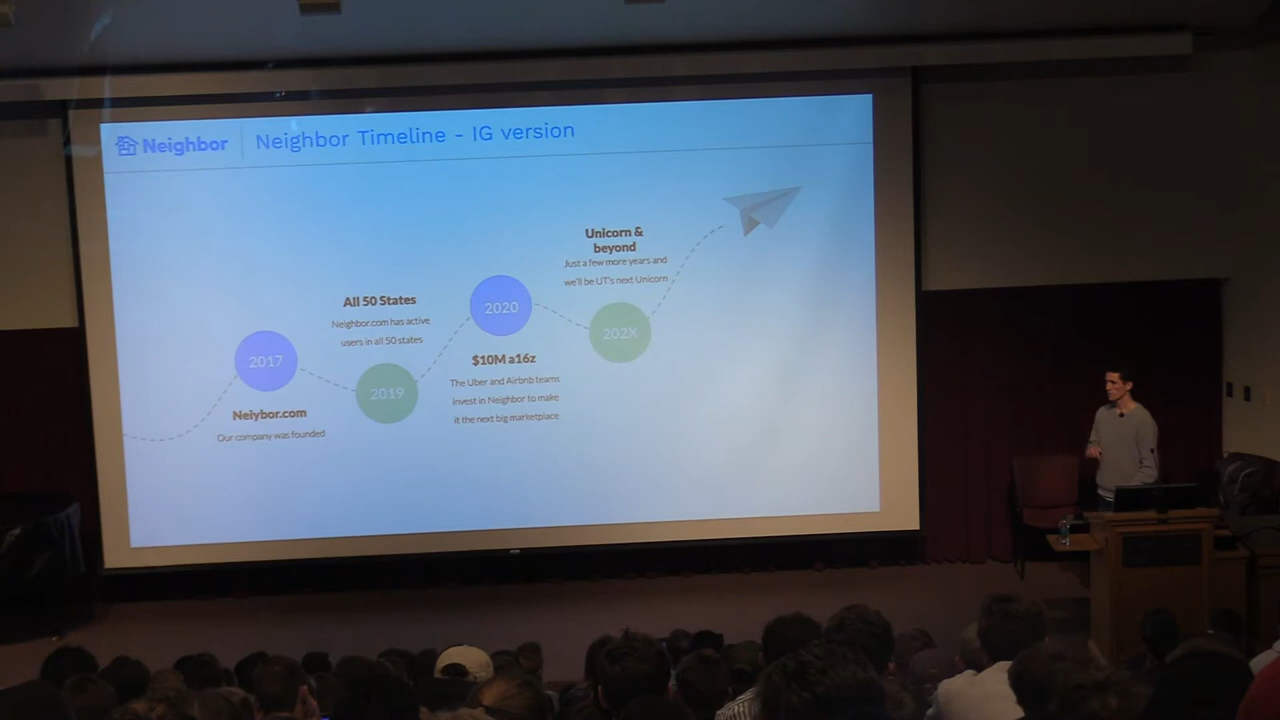 Neighbor
Neighbor Timeline - IG version
2017
Neiybor.com
Our company was founded
All 50 States
Neighbor.com has active
users in all 50 states
2019
2020
$10M a16z
The Uber and Airbnb teams
invest in Neighbor to make
it the next big marketplace
Unicorn &
beyond
Just a few more years and
we'll be UT's next Unicorn
202X